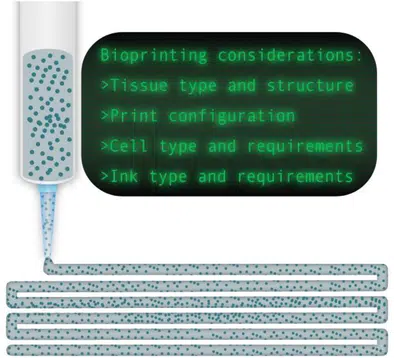 Bioprinting considerations:
>Tissue type and structure
>Print configuration
>Cell type and requirements
>Ink type and requirements